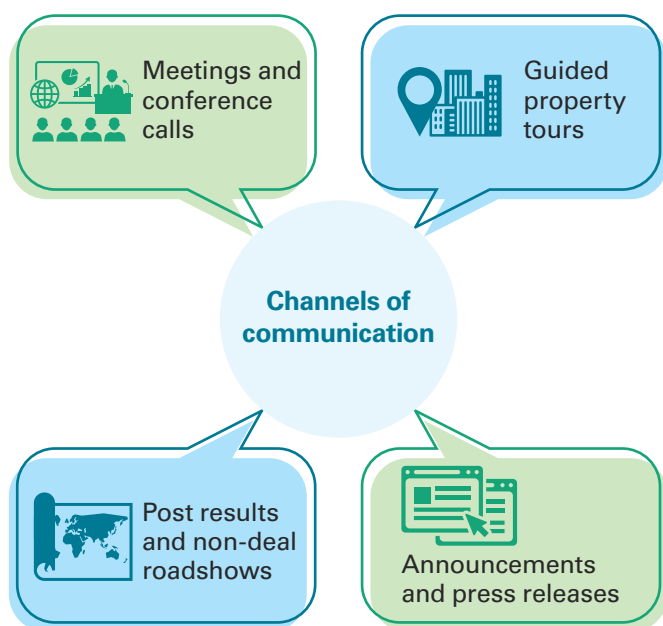 Meetings and
conference
calls
Guided
property
tours
Channels of
communication
Post results
and non-deal
roadshows
Announcements
and press releases